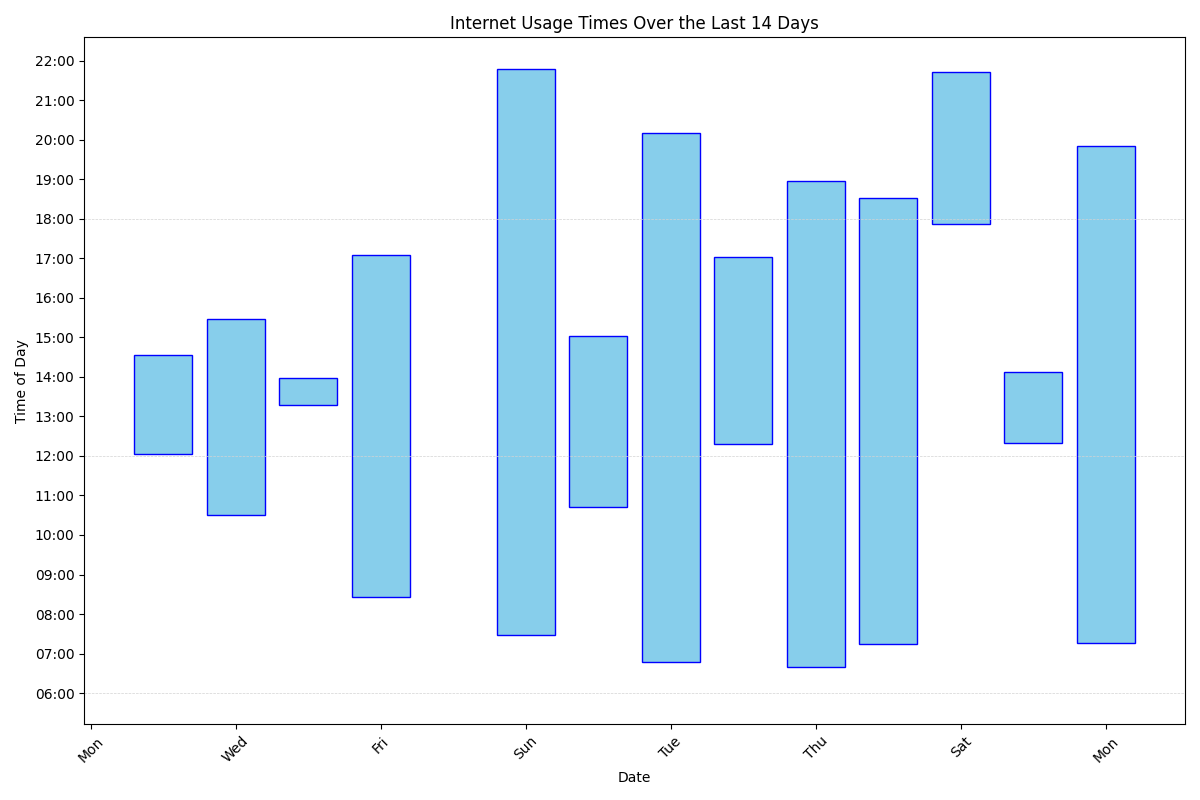 Internet Usage Times Over the Last 14 Days
22:00
21:00
20:00
19:00
18:00
17:00
16:00
15:00
14:00
13:00
12:00
11:00
10:00
09:00
08:00
07:00
06:00
Time of Day
Mon
Wed
Fri
Sun
Tue
Thu
Sat
Mon
Date